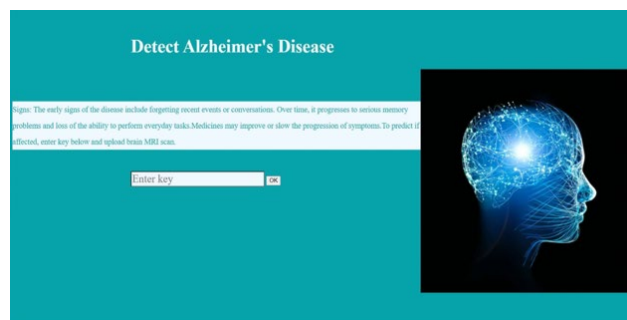 Detect Alzheimer's Disease
Signs: The early signs of the disease include forgetting recent events or conversations. Over time, it progresses to serious memory
problems and loss of the ability to perform everyday tasks.Medicines may improve or slow the progression of symptoms.To predict if
affected, enter key below and upload brain MRI scan.
Enter key OK